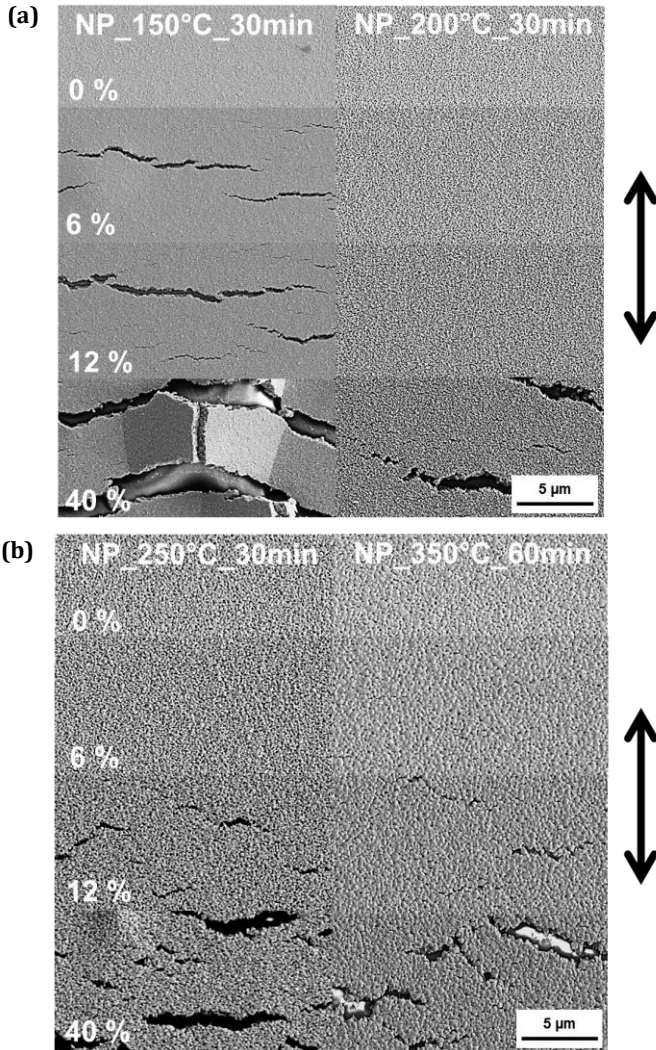 (a)
NP_150°C_30min NP_200°C_30min
0 %
6 %
12 %
40 %
5 µm
(b)
NP_250°C_30min NP_350°C_60min
0 %
6 %
12 %
40 %
5 µm